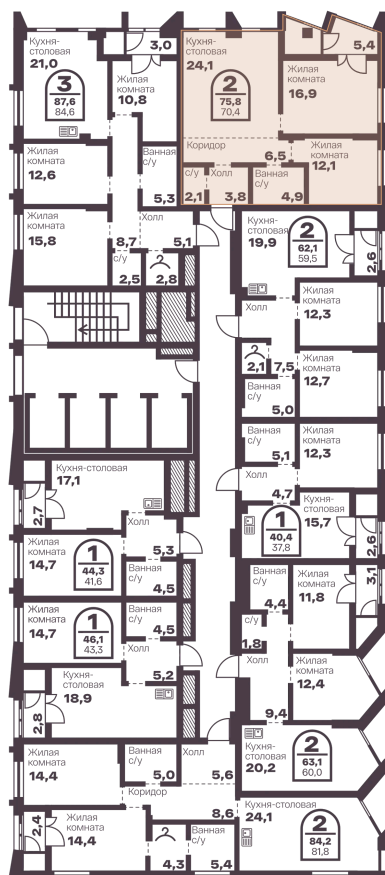 Кухня-
столовая
21,0
3
87,6
84,6
3,0
Жилая
комната
10,8
Кухня-
столовая
24,1
2
75,8
70,4
5,4
Жилая
комната
16,9
Жилая
комната
12,6
Ванная
с/у
5,3
Коридор
6,5
Жилая
комната
12,1
с/у
2,1
Холл
3,8
Ванная
с/у
4,9
Жилая
комната
15,8
8,7
Холл
5,1
с/у
2,5
2,8
Кухня-
столовая
19,9
2
62,1
59,5
2,6
Холл
Жилая
комната
12,3
2,1
7,5
Жилая
комната
12,7
Ванная
с/у
5,0
Ванная
с/у
5,1
Жилая
комната
12,3
Холл
4,7
Кухня-столовая
17,1
2,7
Холл
5,3
1
40,4
37,8
Кухня-
столовая
15,7
2,6
Жилая
комната
14,7
1
44,3
41,6
Ванная
с/у
4,5
3,1
Жилая
комната
11,8
4,4
Жилая
комната
14,7
1
46,1
43,3
Ванная
с/у
4,5
с/у
1,8
Холл
5,2
Холл
Жилая
комната
12,4
Кухня-
столовая
18,9
2,8
9,4
Кухня-
столовая
20,2
2
63,1
60,0
Жилая
комната
14,4
Ванная
с/у
5,0
Холл
5,6
Коридор
8,6
Кухня-столовая
24,1
2
84,2
81,8
2,4
Жилая
комната
14,4
4,3
Ванная
с/у
5,4